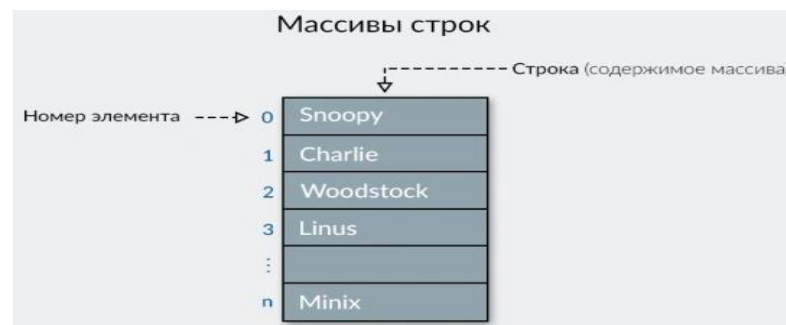 Массивы строк
Строка (содержимое массива
Номер элемента
0 Snoopy
1 Charlie
2 Woodstock
3 Linus
⋮
n Minix